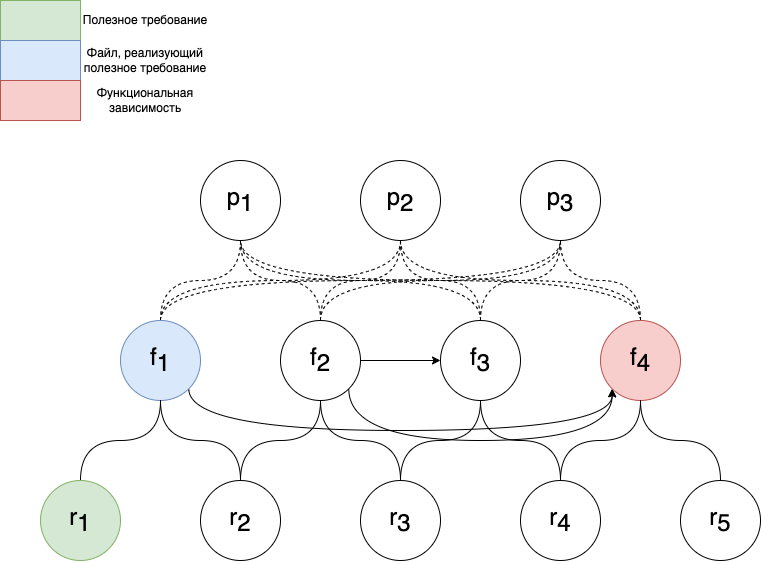 Полезное требование
Файл, реализующий
полезное требование
Функциональная
зависимость
p1 p2 p3
f1 f2 f3 f4
r1 r2 r3 r4 r5